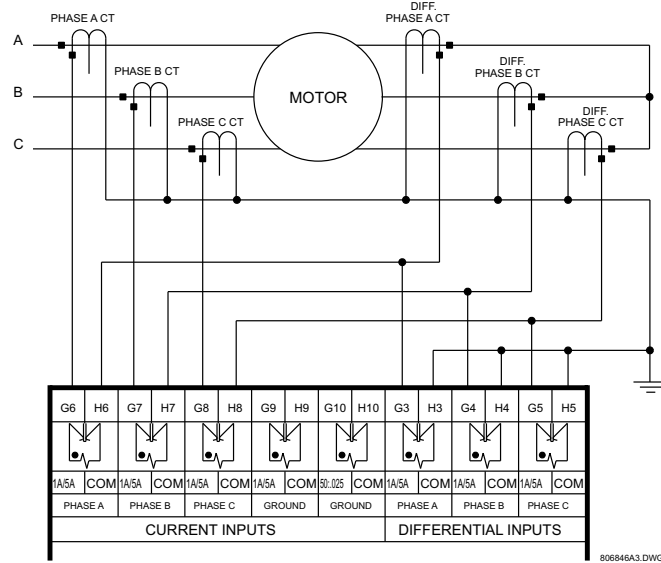 PHASE A CT
DIFF.
PHASE A CT
A
PHASE B CT
DIFF.
PHASE B CT
B
MOTOR
PHASE C CT
DIFF.
PHASE C CT
C
G6 H6 G7 H7 G8 H8 G9 H9 G10 H10 G3 H3 G4 H4 G5 H5
1A/5A COM 1A/5A COM 1A/5A COM 1A/5A COM 50:.025 COM 1A/5A COM 1A/5A COM 1A/5A COM
PHASE A PHASE B PHASE C GROUND GROUND PHASE A PHASE B PHASE C
CURRENT INPUTS DIFFERENTIAL INPUTS
806846A3.DWG